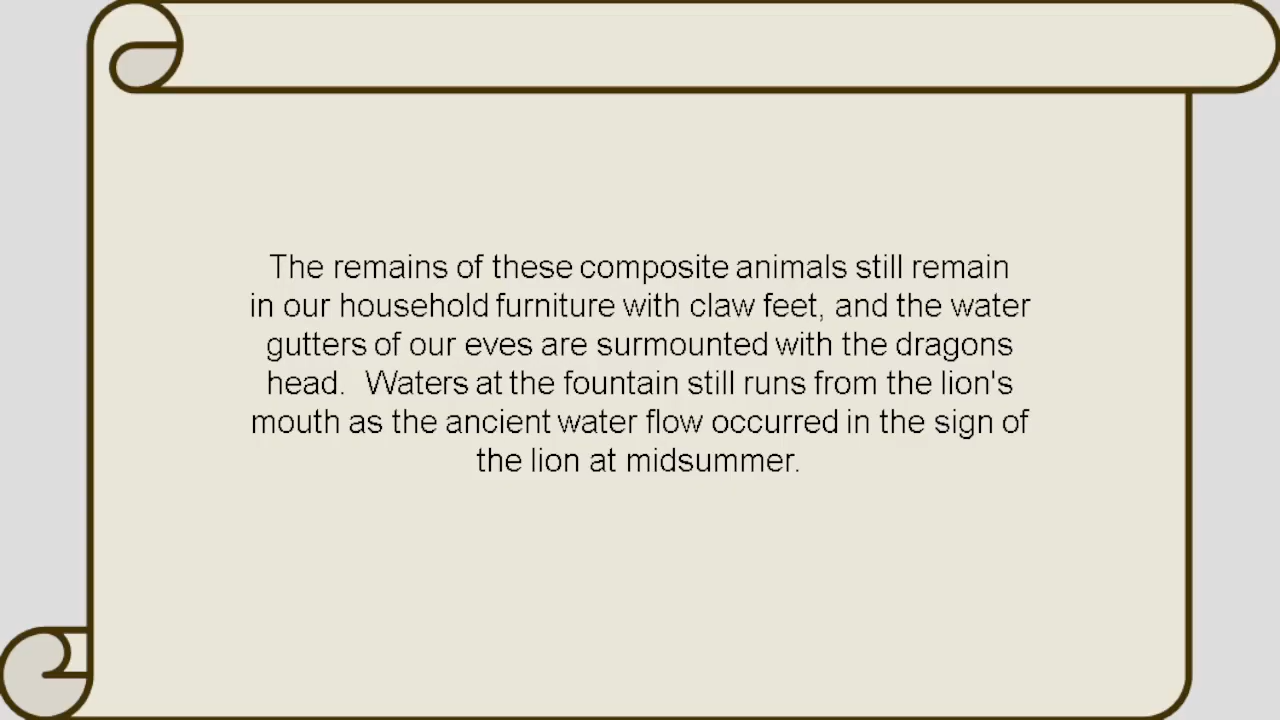 The remains of these composite animals still remain
in our household furniture with claw feet, and the water
gutters of our eves are surmounted with the dragons
head.  Waters at the fountain still runs from the lion's
mouth as the ancient water flow occurred in the sign of
the lion at midsummer.